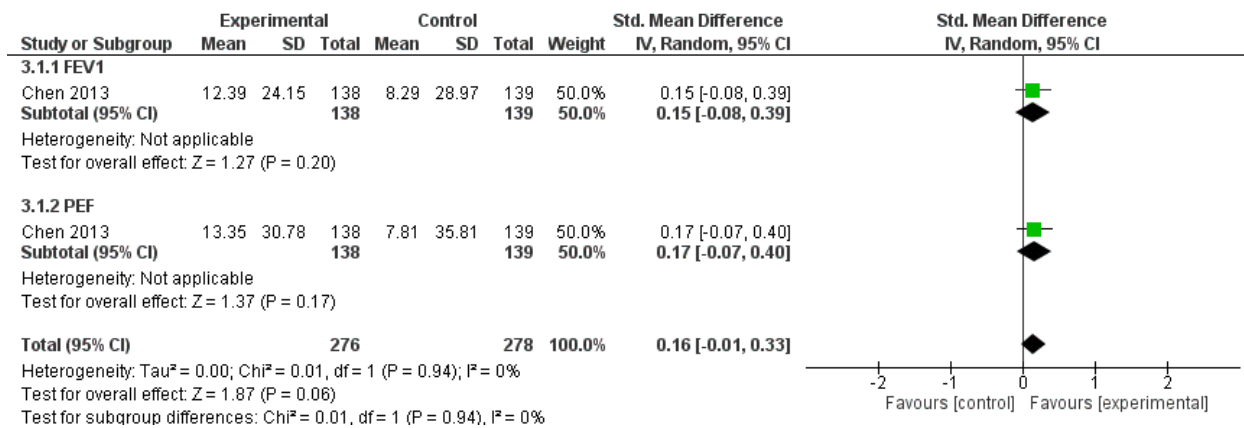 Experimental Control Std. Mean Difference Std. Mean Difference
Study or Subgroup Mean SD Total Mean SD Total Weight IV, Random, 95% CI IV, Random, 95% CI
3.1.1 FEV1
Chen 2013 12.39 24.15 138 8.29 28.97 139 50.0% 0.15 [-0.08, 0.39]
Subtotal (95% CI) 138 139 50.0% 0.15 [-0.08, 0.39]
Heterogeneity: Not applicable
Test for overall effect: Z = 1.27 (P = 0.20)
3.1.2 PEF
Chen 2013 13.35 30.78 138 7.81 35.81 139 50.0% 0.17 [-0.07, 0.40]
Subtotal (95% CI) 138 139 50.0% 0.17 [-0.07, 0.40]
Heterogeneity: Not applicable
Test for overall effect: Z = 1.37 (P = 0.17)
Total (95% CI) 276 278 100.0% 0.16 [-0.01, 0.33]
Heterogeneity: Tau² = 0.00; Chi² = 0.01, df = 1 (P = 0.94); I² = 0%
Test for overall effect: Z = 1.87 (P = 0.06)
Test for subgroup differences: Chi² = 0.01, df = 1 (P = 0.94), I² = 0%
-2 -1 0 1 2
Favours [control] Favours [experimental]